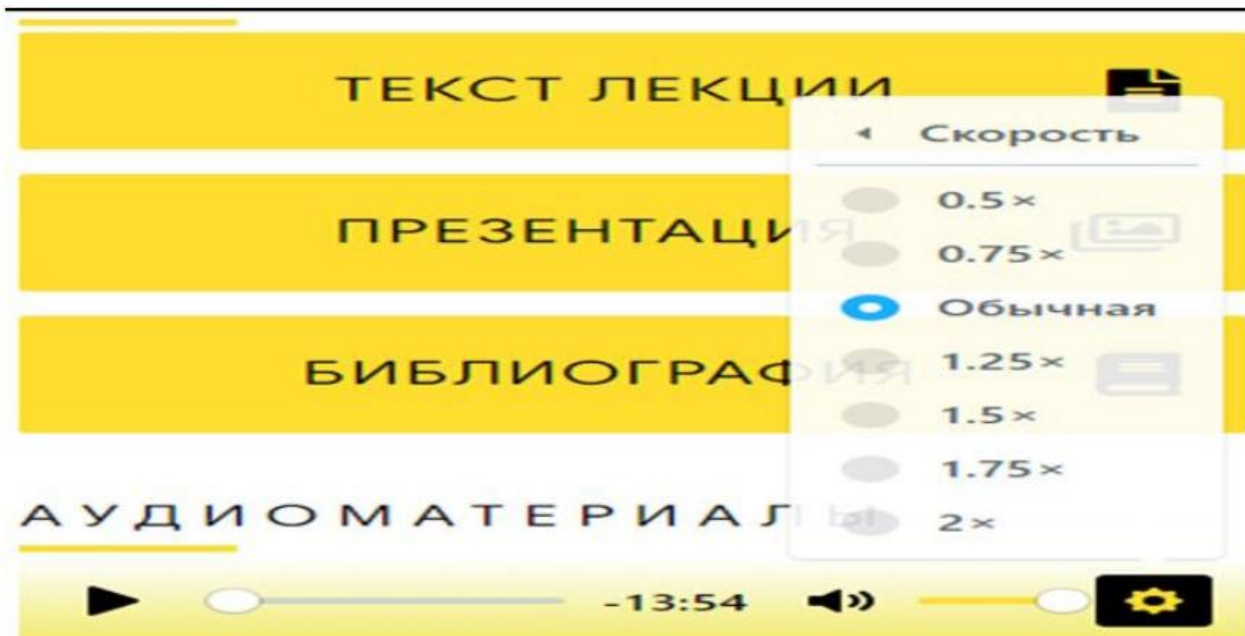 ТЕКСТ ЛЕКЦИИ
Скорость
0.5×
ПРЕЗЕНТАЦИЯ
0.75×
Обычная
БИБЛИОГРАФИЯ
1.25×
1.5×
1.75×
АУДИОМАТЕРИАЛЫ
2×
-13:54